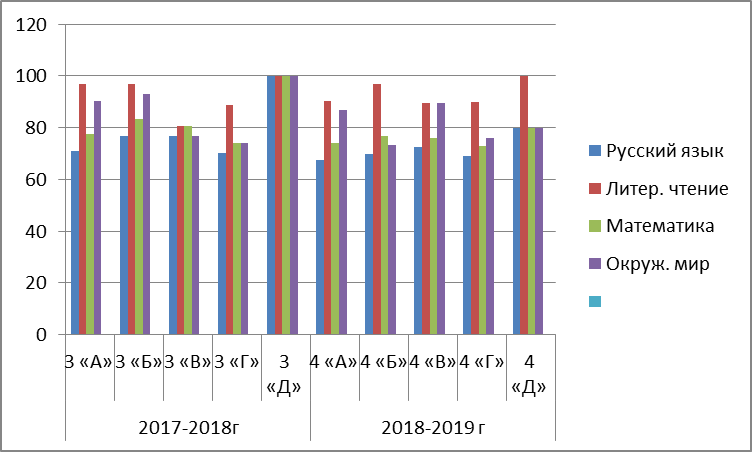 120
100
80
60
40
20
0
3 «А» 3 «Б» 3 «В» 3 «Г» 3 «Д» 4 «А» 4 «Б» 4 «В» 4 «Г» 4 «Д»
2017-2018г 2018-2019 г
Русский язык
Литер. чтение
Математика
Окруж. мир